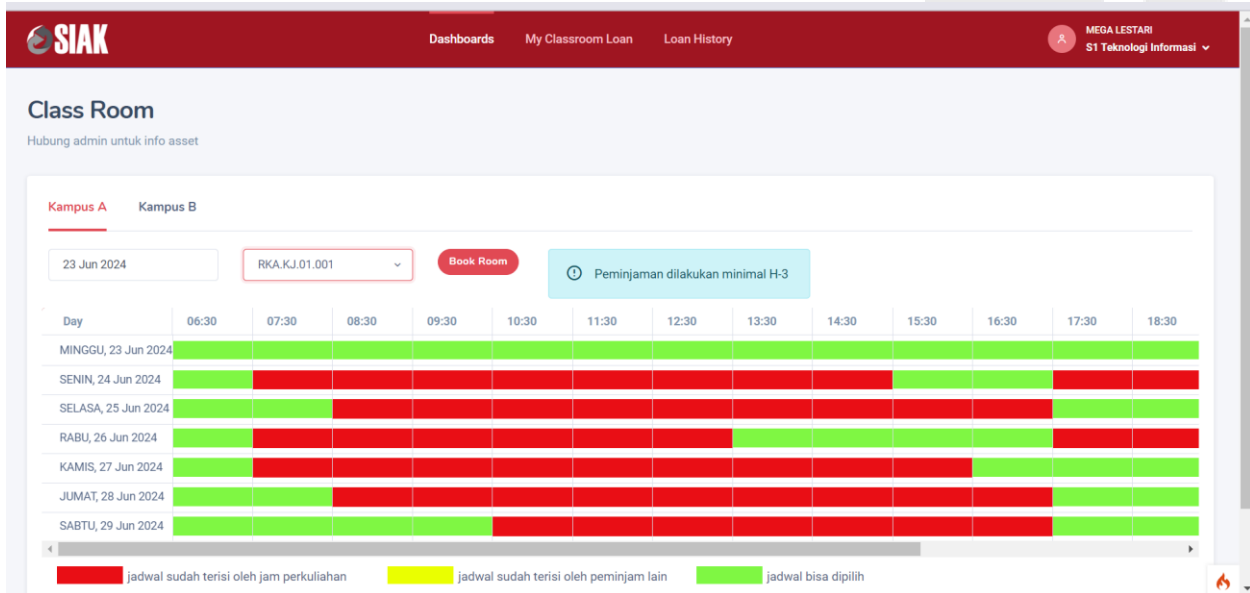 SIAK
Dashboards My Classroom Loan Loan History
MEGA LESTARI
S1 Teknologi Informasi
Class Room
Hubung admin untuk info asset
Kampus A Kampus B
23 Jun 2024 RKA.KJ.01.001 Book Room Peminjaman dilakukan minimal H-3
Day 06:30 07:30 08:30 09:30 10:30 11:30 12:30 13:30 14:30 15:30 16:30 17:30 18:30
MINGGU, 23 Jun 2024
SENIN, 24 Jun 2024
SELASA, 25 Jun 2024
RABU, 26 Jun 2024
KAMIS, 27 Jun 2024
JUMAT, 28 Jun 2024
SABTU, 29 Jun 2024
jadwal sudah terisi oleh jam perkuliahan jadwal sudah terisi oleh peminjam lain jadwal bisa dipilih